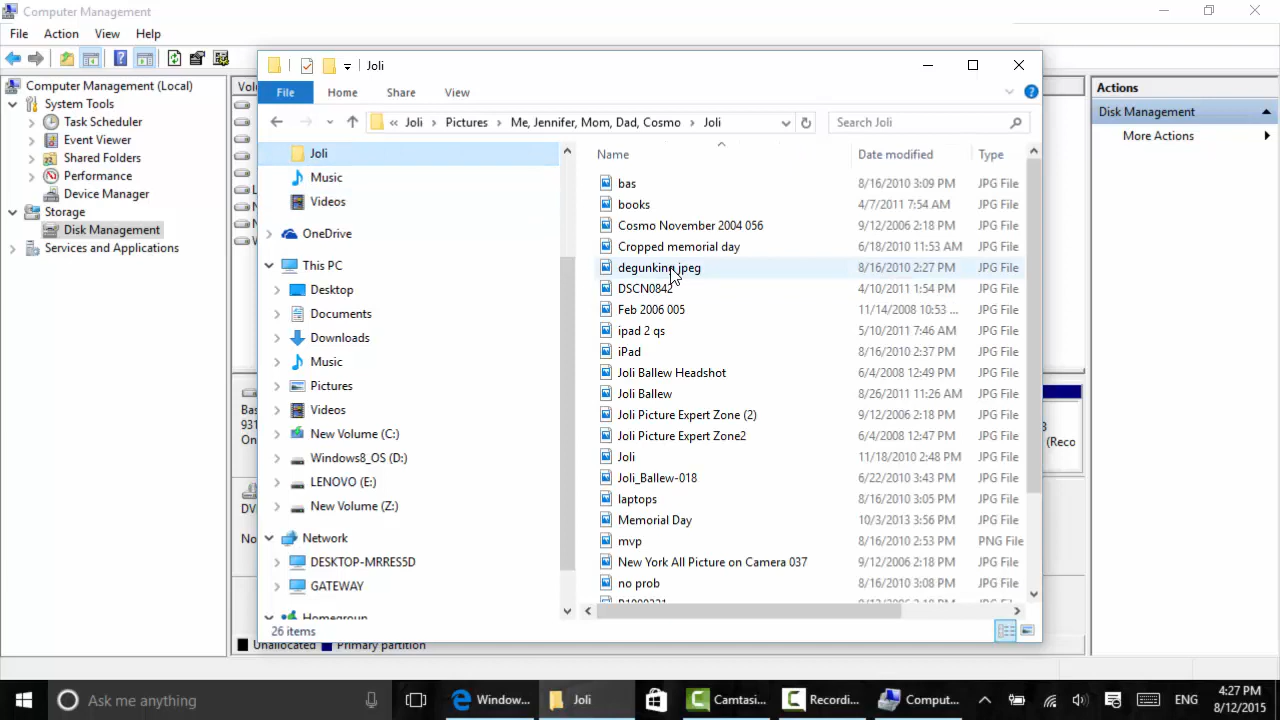 Computer Management
File Action View Help
Computer Management (Local)
System Tools
Task Scheduler
Event Viewer
Shared Folders
Performance
Device Manager
Storage
Disk Management
Services and Applications
Joli
File Home Share View
« Joli › Pictures › Me, Jennifer, Mom, Dad, Cosmo › Joli
Search Joli
Joli
Music
Videos
OneDrive
This PC
Desktop
Documents
Downloads
Music
Pictures
Videos
New Volume (C:)
Windows8_OS (D:)
LENOVO (E:)
New Volume (Z:)
Network
DESKTOP-MRRES5D
GATEWAY
Name Date modified Type
bas 8/16/2010 3:09 PM JPG File
books 4/7/2011 7:54 AM JPG File
Cosmo November 2004 056 9/12/2006 2:18 PM JPG File
Cropped memorial day 6/18/2010 11:53 AM JPG File
degunking jpeg 8/16/2010 2:27 PM JPG File
DSCN0842 4/10/2011 1:54 PM JPG File
Feb 2006 005 11/14/2008 10:53 ... JPG File
ipad 2 qs 5/10/2011 7:46 AM JPG File
iPad 8/16/2010 2:37 PM JPG File
Joli Ballew Headshot 6/4/2008 12:49 PM JPG File
Joli Ballew 8/26/2011 11:26 AM JPG File
Joli Picture Expert Zone (2) 9/12/2006 2:18 PM JPG File
Joli Picture Expert Zone2 6/4/2008 12:47 PM JPG File
Joli 11/18/2010 2:48 PM JPG File
Joli_Ballew-018 6/22/2010 3:43 PM JPG File
laptops 8/16/2010 3:05 PM JPG File
Memorial Day 10/3/2013 3:56 PM JPG File
mvp 8/16/2010 2:53 PM PNG File
New York All Picture on Camera 037 9/12/2006 2:18 PM JPG File
no prob 8/16/2010 3:08 PM JPG File
26 items
Unallocated Primary partition
Actions
Disk Management
More Actions
Ask me anything
Window...
Joli
Camtasi...
Recordi...
Comput...
ENG
4:27 PM
8/12/2015